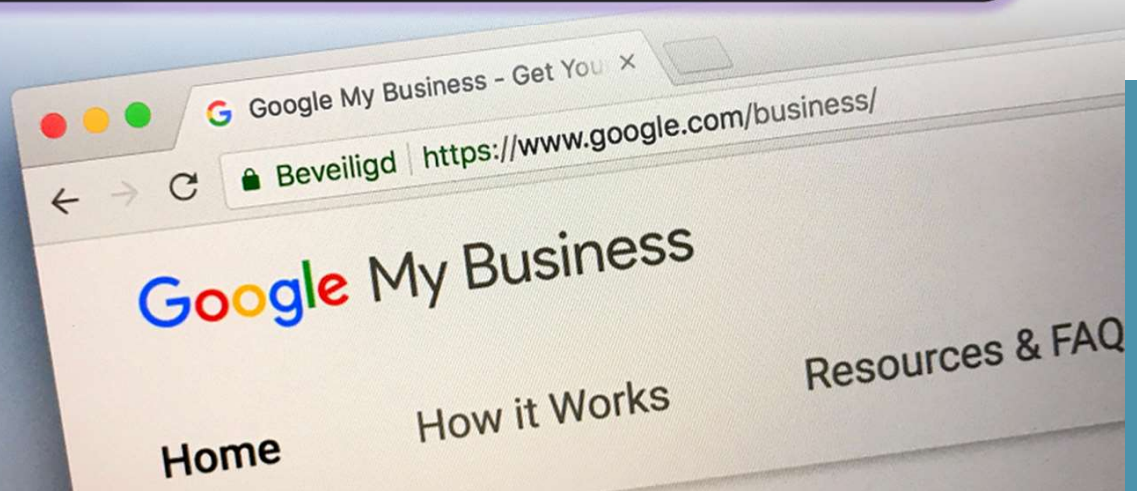 Google My Business - Get You
Beveiligd https://www.google.com/business/
Google My Business
Home How it Works Resources & FAQ